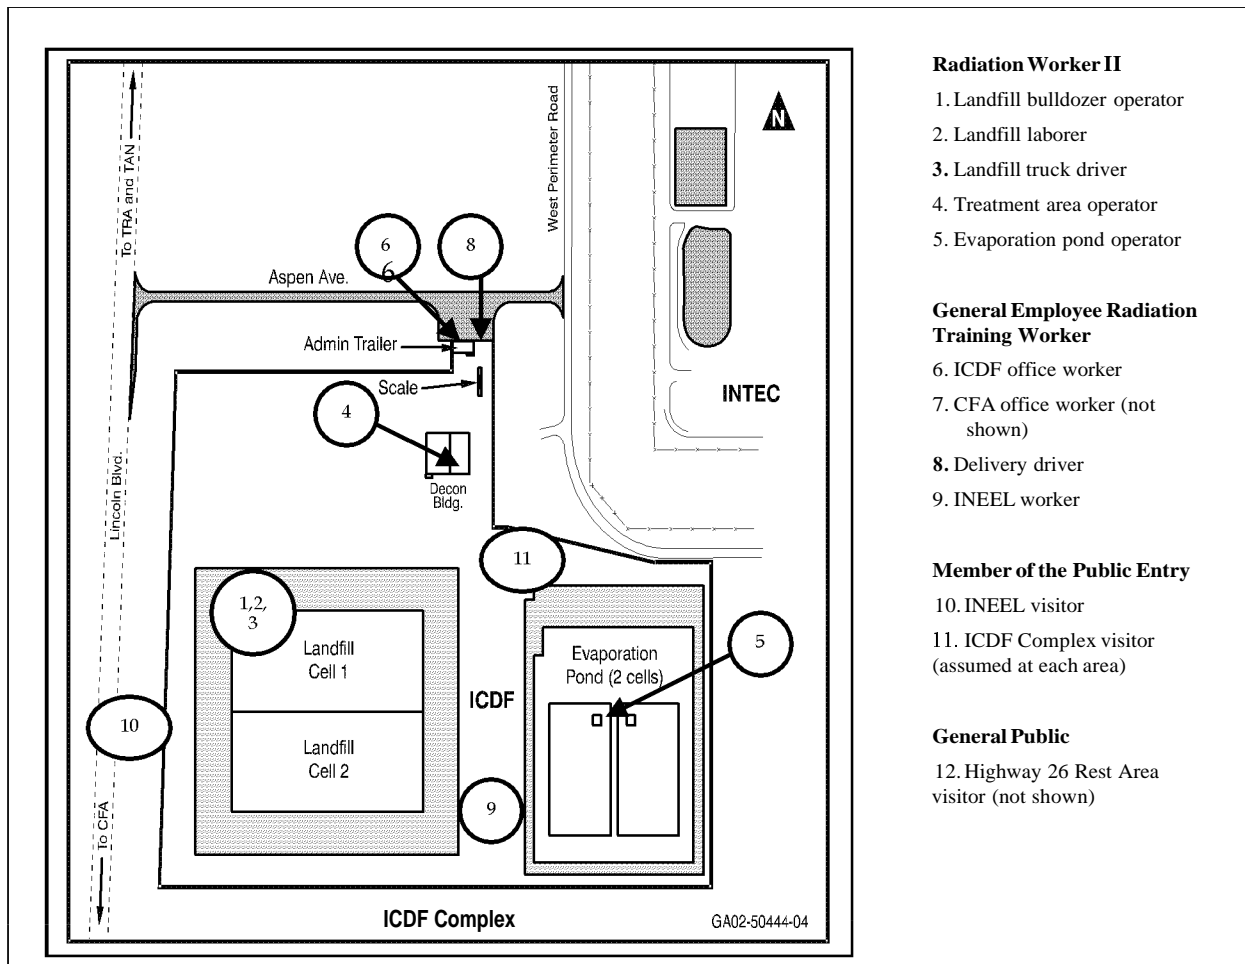 To TRA and TAN
West Perimeter Road
N
6
6
8
Aspen Ave.
Admin Trailer
Scale
INTEC
4
Decon
Bldg.
Lincoln Blvd.
11
1,2,
3
Landfill
Cell 1
Evaporation
Pond (2 cells)
5
ICDF
10
Landfill
Cell 2
9
To CFA
ICDF Complex
GA02-50444-04
Radiation Worker II
1. Landfill bulldozer operator
2. Landfill laborer
3. Landfill truck driver
4. Treatment area operator
5. Evaporation pond operator
General Employee Radiation
Training Worker
6. ICDF office worker
7. CFA office worker (not
shown)
8. Delivery driver
9. INEEL worker
Member of the Public Entry
10. INEEL visitor
11. ICDF Complex visitor
(assumed at each area)
General Public
12. Highway 26 Rest Area
visitor (not shown)